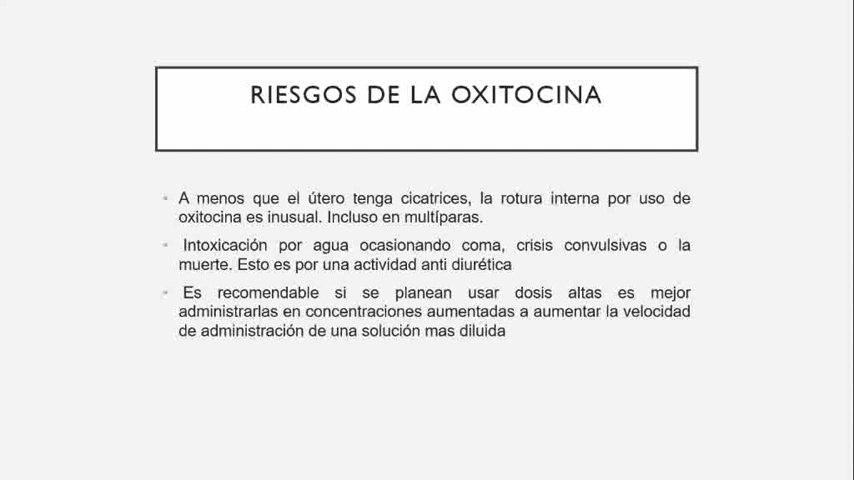 RIESGOS DE LA OXITOCINA
A menos que el útero tenga cicatrices, la rotura interna por uso de
oxitocina es inusual. Incluso en multíparas.
Intoxicación por agua ocasionando coma, crisis convulsivas o la
muerte. Esto es por una actividad anti diurética
Es recomendable si se planean usar dosis altas es mejor
administrarlas en concentraciones aumentadas a aumentar la velocidad
de administración de una solución mas diluida